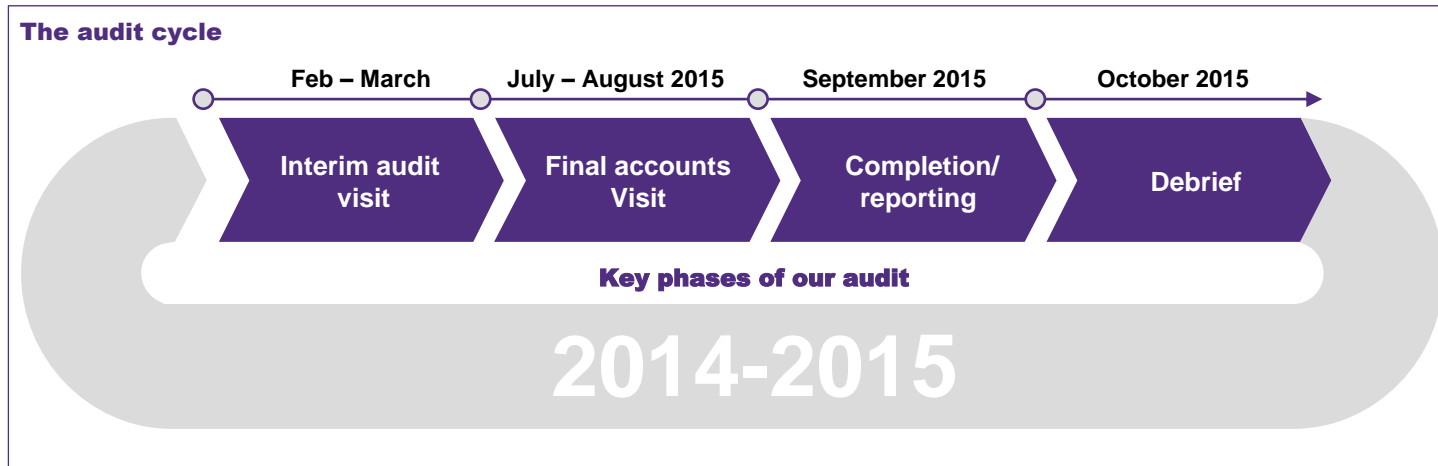 The audit cycle
Feb – March
July – August 2015
September 2015
October 2015
Interim audit
visit
Final accounts
Visit
Completion/
reporting
Debrief
Key phases of our audit
2014-2015